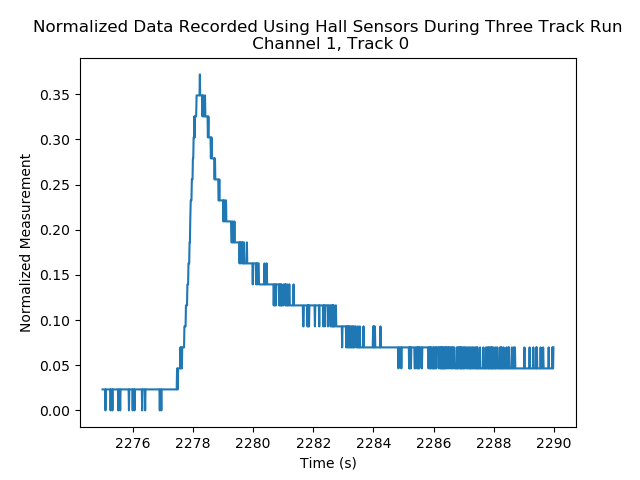 Normalized Data Recorded Using Hall Sensors During Three Track Run
Channel 1, Track 0
Normalized Measurement
0.35
0.30
0.25
0.20
0.15
0.10
0.05
0.00
2276 2278 2280 2282 2284 2286 2288 2290
Time (s)